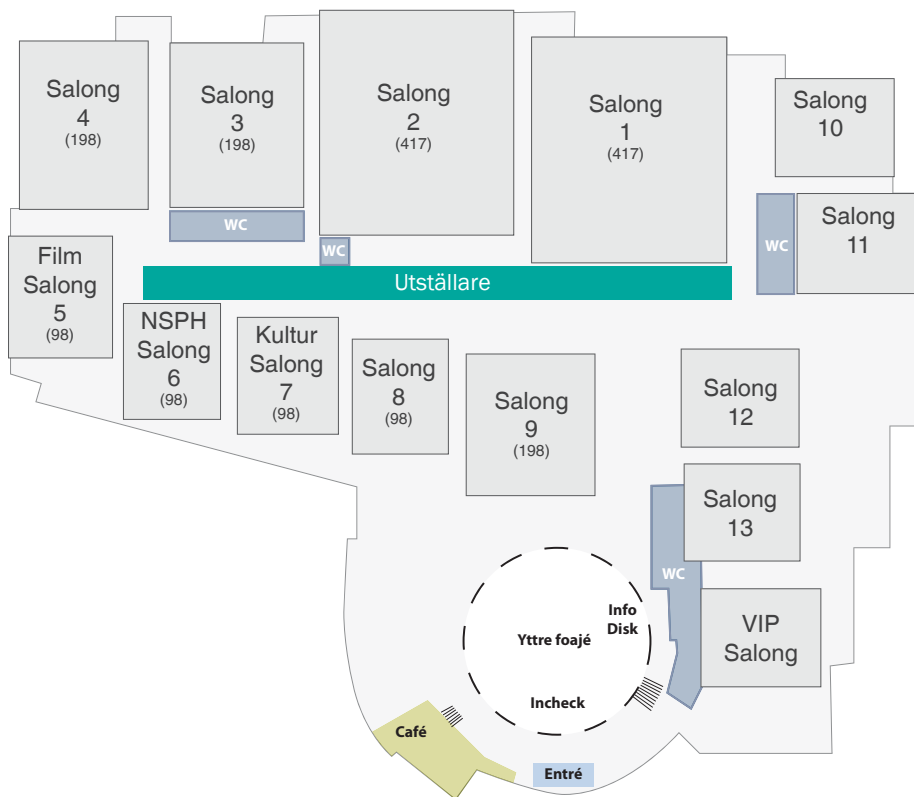 Salong
4
(198)
Salong
3
(198)
Salong
2
(417)
Salong
1
(417)
Salong
10
WC
WC
WC
Salong
11
Utställare
Film
Salong
5
(98)
NSPH
Salong
6
(98)
Kultur
Salong
7
(98)
Salong
8
(98)
Salong
9
(198)
Salong
12
Salong
13
WC
VIP
Salong
Info
Disk
Yttre foajé
Incheck
Café
Entré